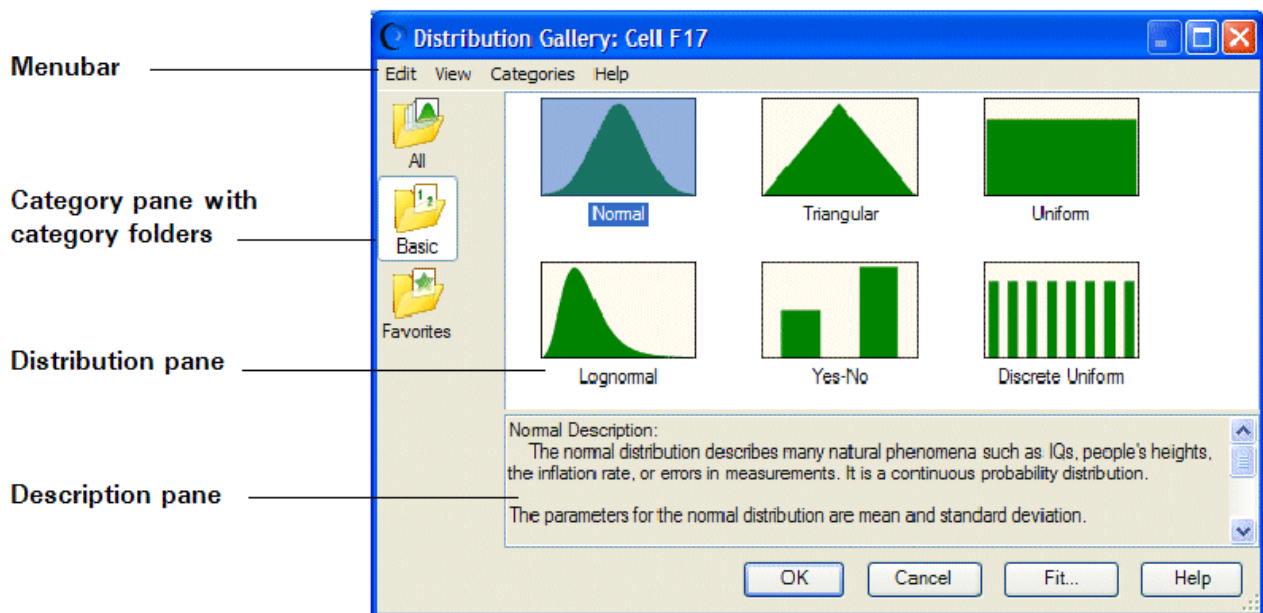 Distribution Gallery: Cell F17
Menubar
Edit View Categories Help
All
Normal Triangular Uniform
Category pane with
category folders
Basic
Favorites
Distribution pane
Lognormal Yes-No Discrete Uniform
Normal Description:
The normal distribution describes many natural phenomena such as IQs, people's heights,
the inflation rate, or errors in measurements. It is a continuous probability distribution.
Description pane
The parameters for the normal distribution are mean and standard deviation.
OK Cancel Fit... Help